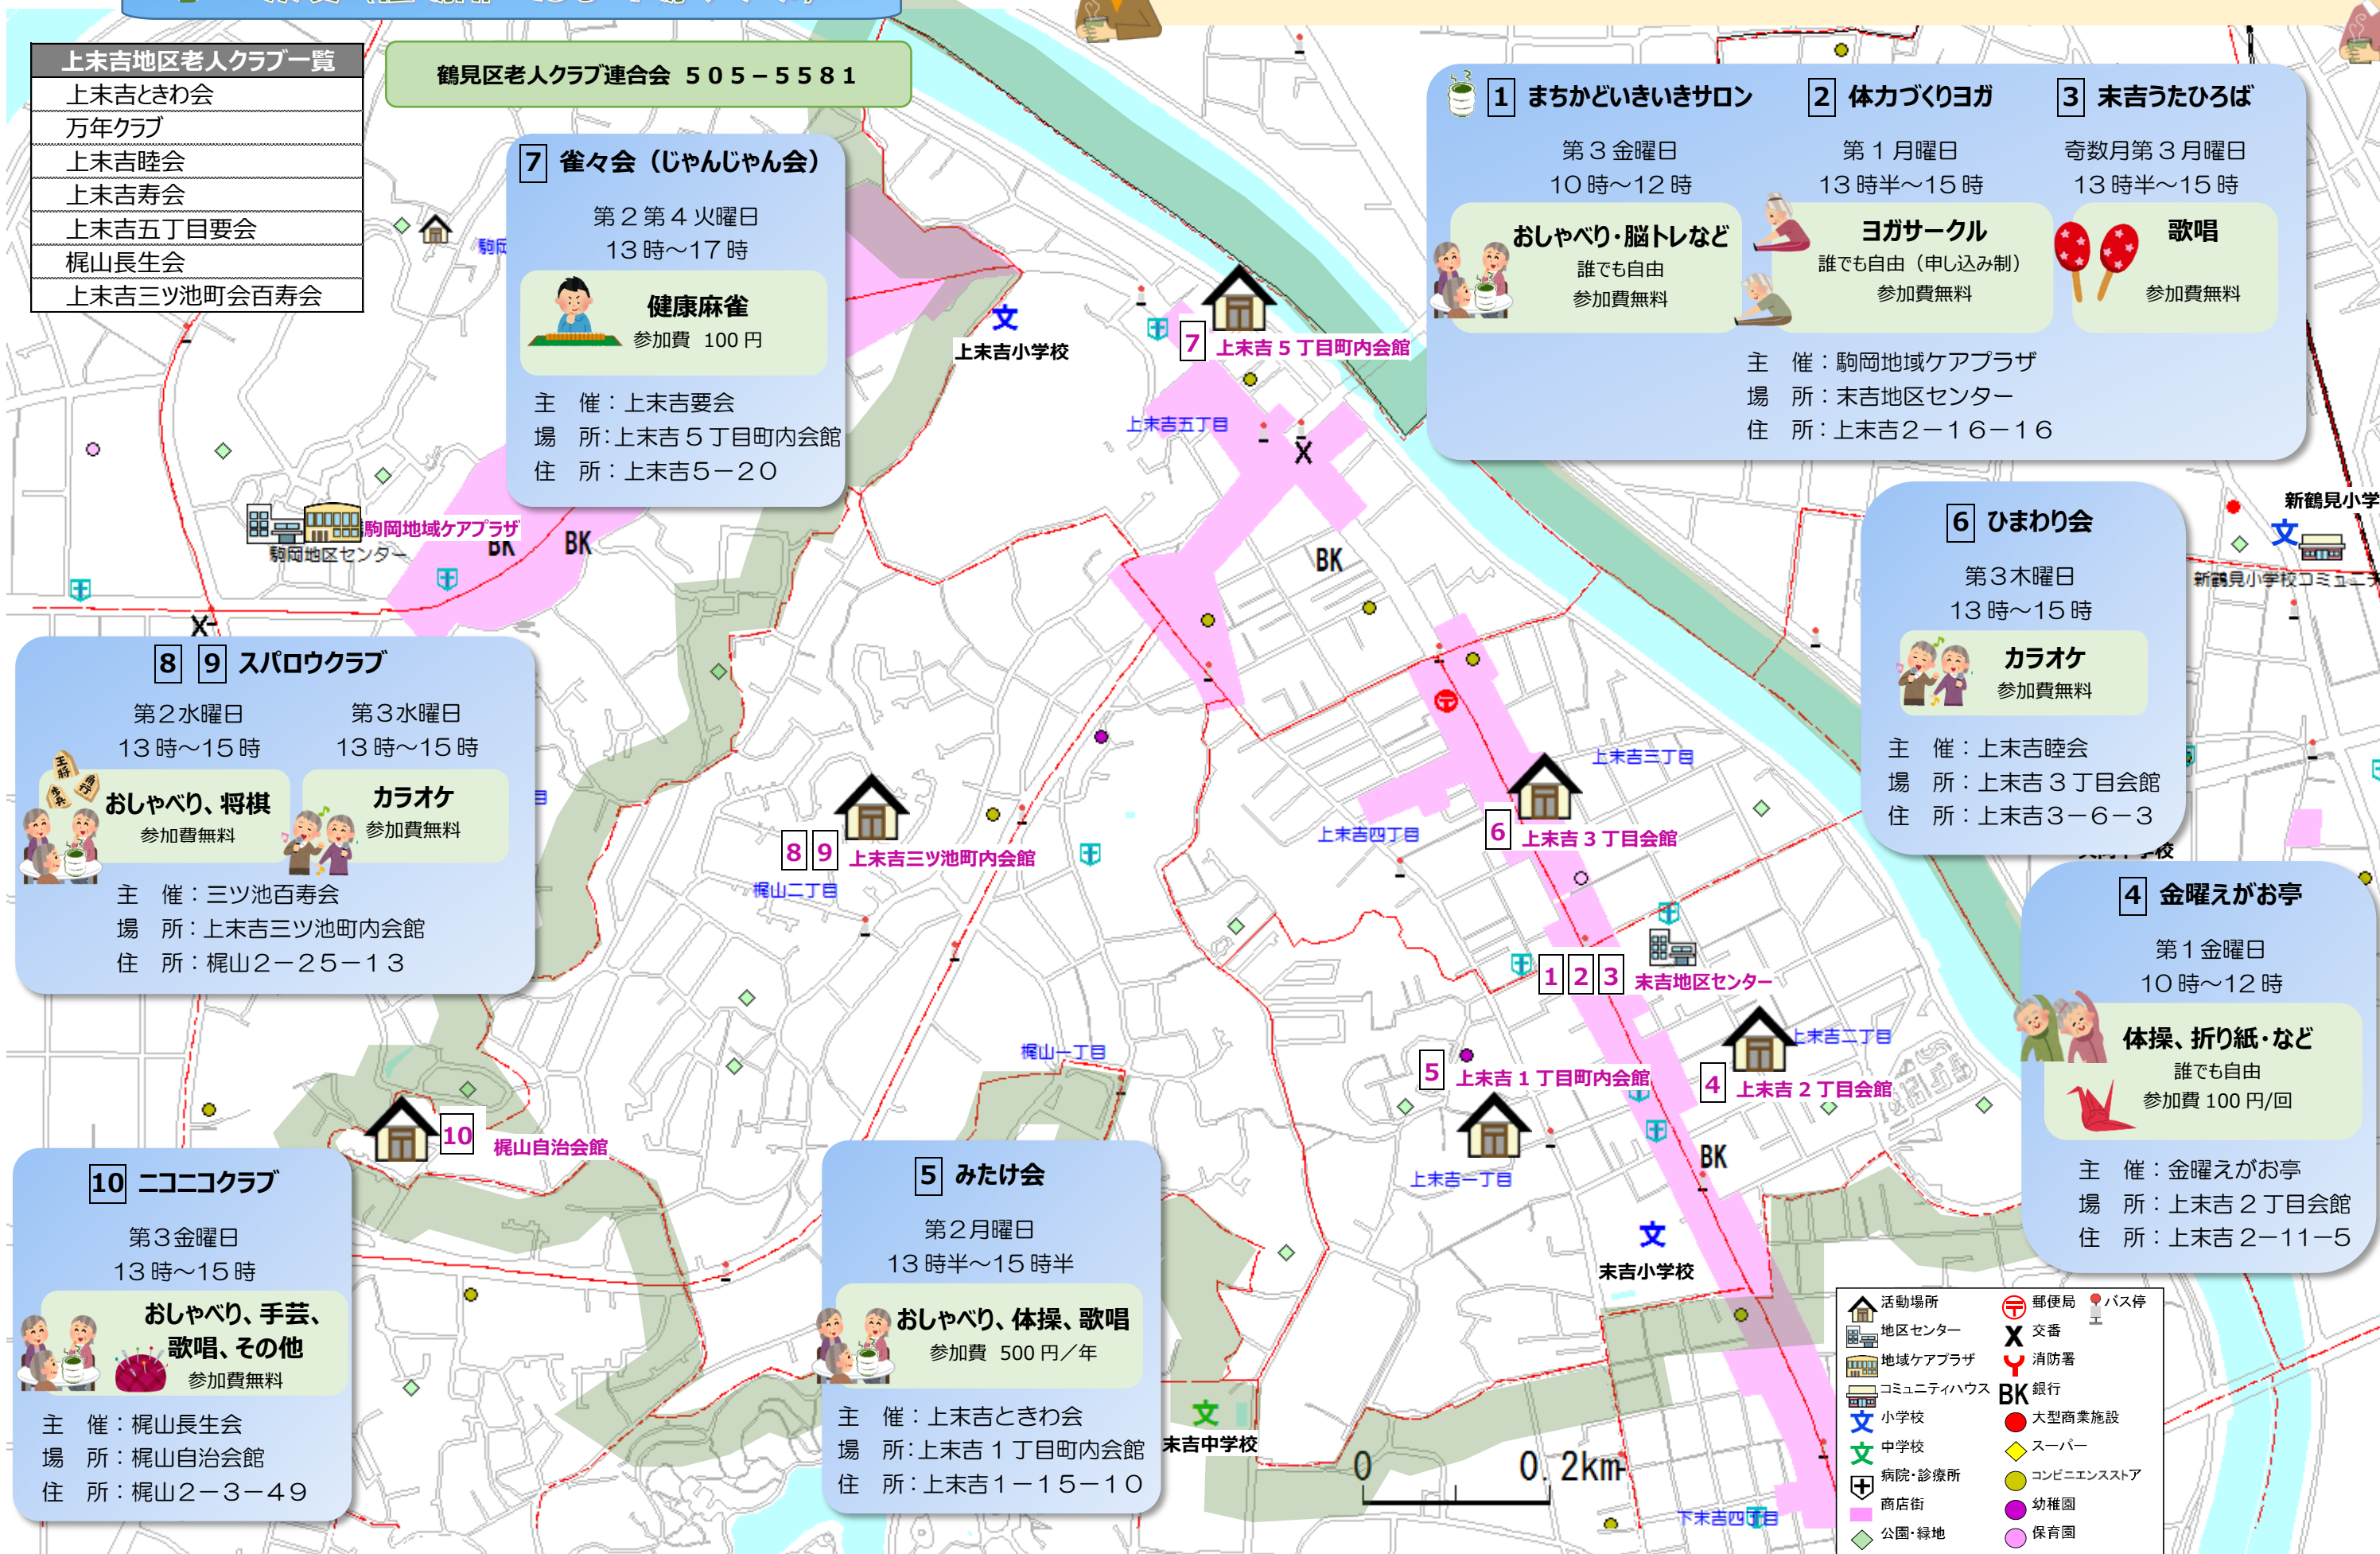 上末吉地区老人クラブ一覧
上末吉ときわ会
万年クラブ
上末吉睦会
上末吉寿会
上末吉五丁目要会
梶山長生会
上末吉三ツ池町会百寿会
鶴見区老人クラブ連合会 505-5581
7 雀々会（じゃんじゃん会）
第2第4火曜日
13時～17時
健康麻雀
参加費 100円
主　催：上末吉要会
場　所：上末吉5丁目町内会館
住　所：上末吉5－20
1 まちかどいきいきサロン
第3金曜日
10時～12時
おしゃべり・脳トレなど
誰でも自由
参加費無料
2 体力づくりヨガ
第1月曜日
13時半～15時
ヨガサークル
誰でも自由（申し込み制）
参加費無料
3 末吉うたひろば
奇数月第3月曜日
13時半～15時
歌唱
参加費無料
主　催：駒岡地域ケアプラザ
場　所：末吉地区センター
住　所：上末吉2－16－16
6 ひまわり会
第3木曜日
13時～15時
カラオケ
参加費無料
主　催：上末吉睦会
場　所：上末吉3丁目会館
住　所：上末吉3－6－3
8 9 スパロウクラブ
第2水曜日
13時～15時
おしゃべり、将棋
参加費無料
第3水曜日
13時～15時
カラオケ
参加費無料
主　催：三ツ池百寿会
場　所：上末吉三ツ池町内会館
住　所：梶山2－25－13
4 金曜えがお亭
第1金曜日
10時～12時
体操、折り紙・など
誰でも自由
参加費100円/回
主　催：金曜えがお亭
場　所：上末吉2丁目会館
住　所：上末吉2－11－5
10 ニコニコクラブ
第3金曜日
13時～15時
おしゃべり、手芸、
歌唱、その他
参加費無料
主　催：梶山長生会
場　所：梶山自治会館
住　所：梶山2－3－49
5 みたけ会
第2月曜日
13時半～15時半
おしゃべり、体操、歌唱
参加費 500円／年
主　催：上末吉ときわ会
場　所：上末吉1丁目町内会館
住　所：上末吉1－15－10
駒岡
上末吉小学校
7 上末吉5丁目町内会館
上末吉五丁目
X
駒岡地域ケアプラザ
駒岡地区センター
BK
BK
BK
X
新鶴見小学
文
文
新鶴見小学校コミュニテ
上末吉三丁目
上末吉四丁目
6 上末吉3丁目会館
8 9 上末吉三ツ池町内会館
梶山二丁目
1 2 3 末吉地区センター
上末吉二丁目
4 上末吉2丁目会館
5 上末吉1丁目町内会館
上末吉一丁目
梶山一丁目
10 梶山自治会館
BK
文
末吉小学校
文
末吉中学校
下末吉四丁目
0 0.2km
王将
角行
歩兵
活動場所
地区センター
地域ケアプラザ
コミュニティハウス
文 小学校
文 中学校
病院・診療所
商店街
公園・緑地
郵便局
バス停
X 交番
消防署
BK 銀行
大型商業施設
スーパー
コンビニエンスストア
幼稚園
保育園